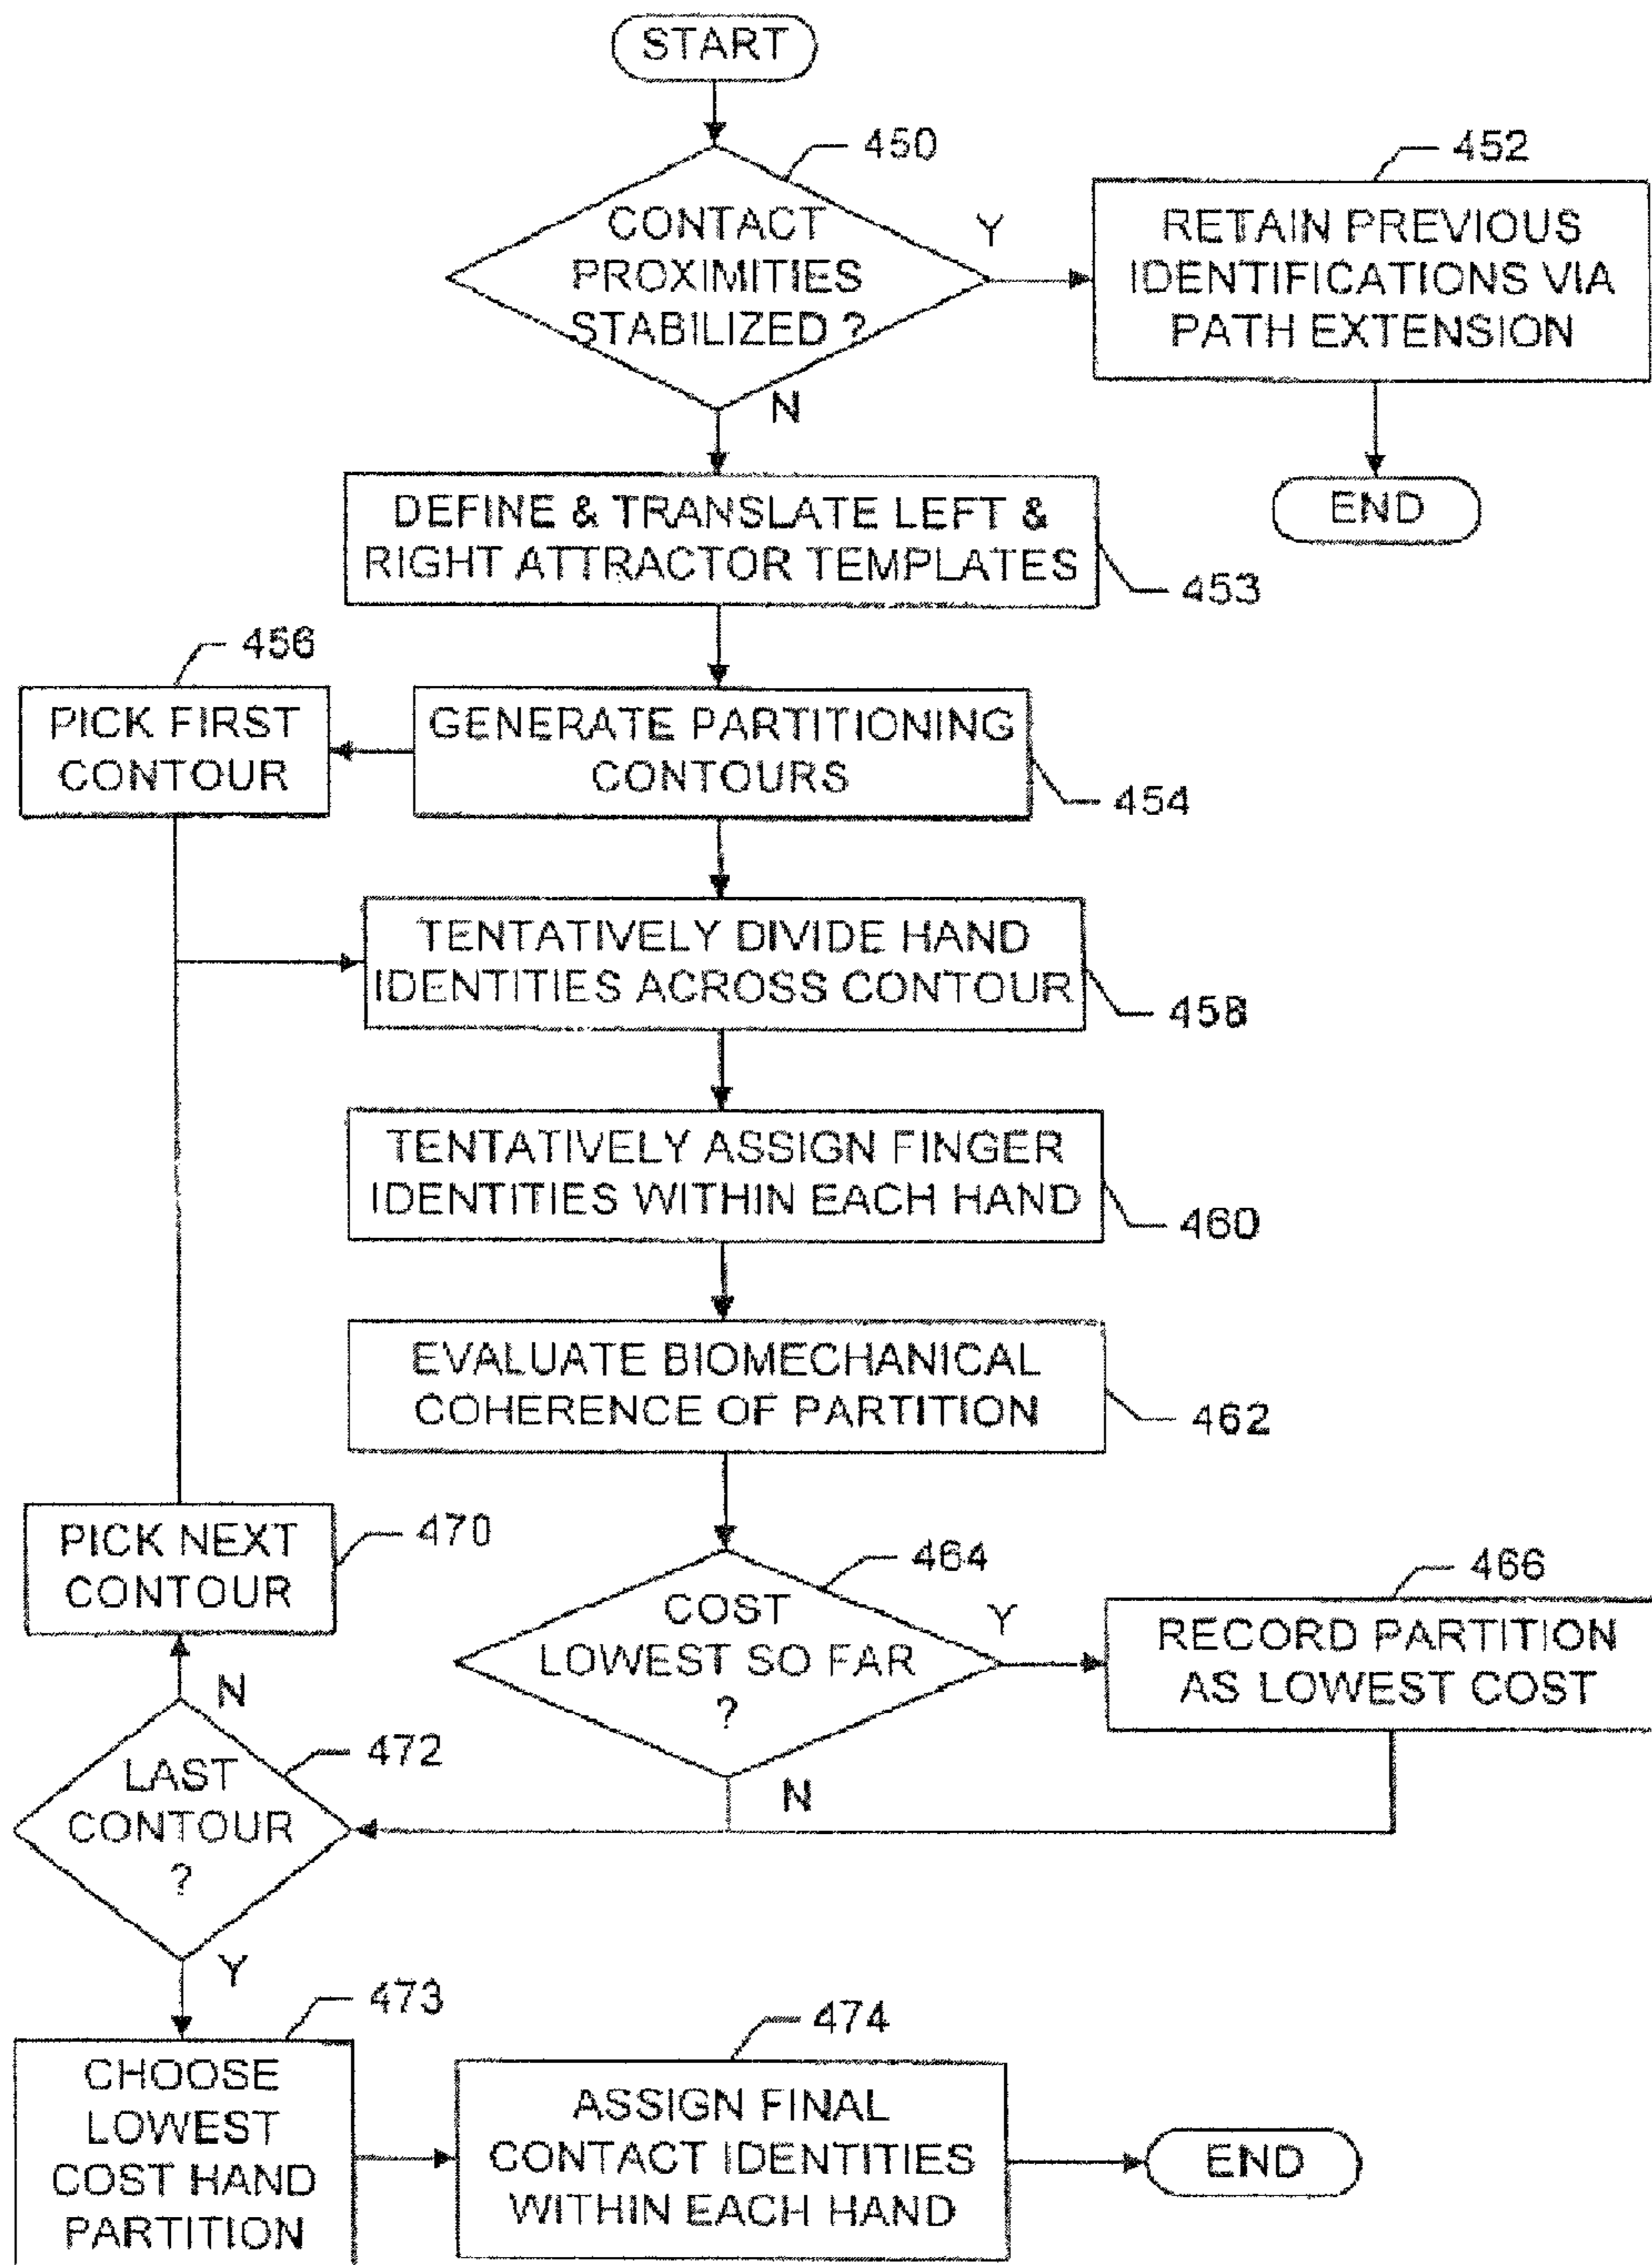 START
450
CONTACT
PROXIMITIES
STABILIZED ?
Y
N
452
RETAIN PREVIOUS
IDENTIFICATIONS VIA
PATH EXTENSION
END
DEFINE & TRANSLATE LEFT &
RIGHT ATTRACTOR TEMPLATES
453
456
PICK FIRST
CONTOUR
GENERATE PARTITIONING
CONTOURS
454
TENTATIVELY DIVIDE HAND
IDENTITIES ACROSS CONTOUR
458
TENTATIVELY ASSIGN FINGER
IDENTITIES WITHIN EACH HAND
460
EVALUATE BIOMECHANICAL
COHERENCE OF PARTITION
462
PICK NEXT
CONTOUR
470
464
COST
LOWEST SO FAR
?
Y
N
466
RECORD PARTITION
AS LOWEST COST
N
472
LAST
CONTOUR
?
Y
473
CHOOSE
LOWEST
COST HAND
PARTITION
474
ASSIGN FINAL
CONTACT IDENTITIES
WITHIN EACH HAND
END